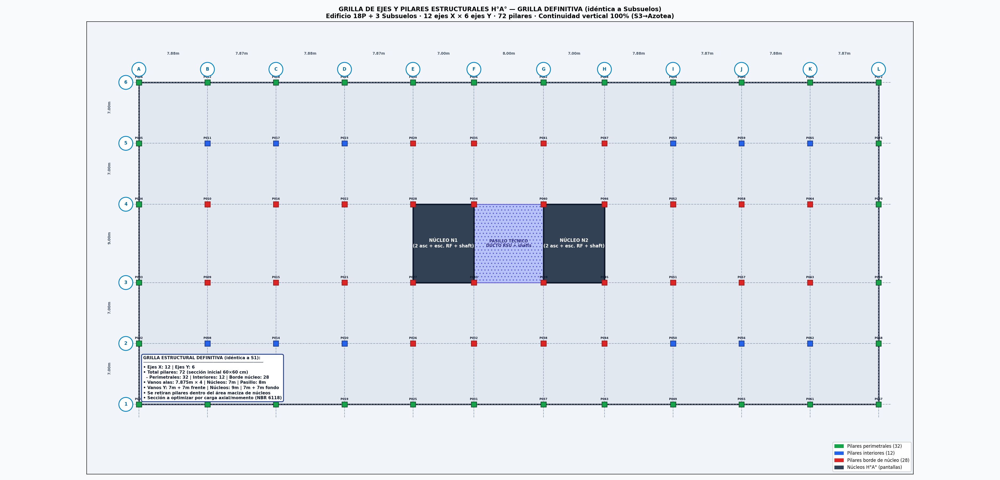 GRILLA DE EJES Y PILARES ESTRUCTURALES H°A° — GRILLA DEFINITIVA (idéntica a Subsuelos)
Edificio 18P + 3 Subsuelos · 12 ejes X × 6 ejes Y · 72 pilares · Continuidad vertical 100% (S3→Azotea)
7.88m 7.87m 7.88m 7.87m 7.00m 8.00m 7.00m 7.88m 7.87m 7.88m 7.87m
A B C D E F G H I J K L
P006 P012 P018 P024 P030 P036 P042 P048 P054 P060 P066 P072
6
7.00m
P005 P011 P017 P023 P029 P035 P041 P047 P053 P059 P065 P071
5
7.00m
P004 P010 P016 P022 P028 P034 P040 P046 P052 P058 P064 P070
4
9.00m
NÚCLEO N1
(2 asc + esc. RF + shaft)
PASILLO TÉCNICO
DUCTO RSU + shafts
NÚCLEO N2
(2 asc + esc. RF + shaft)
P003 P009 P015 P021 P027 P033 P039 P045 P051 P057 P063 P069
3
7.00m
P002 P008 P014 P020 P026 P032 P038 P044 P050 P056 P062 P068
2
7.00m
GRILLA ESTRUCTURAL DEFINITIVA (idéntica a S1):
• Ejes X: 12 | Ejes Y: 6
• Total pilares: 72 (sección inicial 60×60 cm)
- Perimetrales: 32 | Interiores: 12 | Borde núcleo: 28
• Vanos alas: 7.875m × 4 | Núcleos: 7m | Pasillo: 8m
• Vanos Y: 7m + 7m frente | Núcleos: 9m | 7m + 7m fondo
• Se retiran pilares dentro del área maciza de núcleos
• Sección a optimizar por carga axial/momento (NBR 6118)
P019 P025 P031 P037 P043 P049 P055 P061 P067
1
Pilares perimetrales (32)
Pilares interiores (12)
Pilares borde de núcleo (28)
Núcleos H°A° (pantallas)